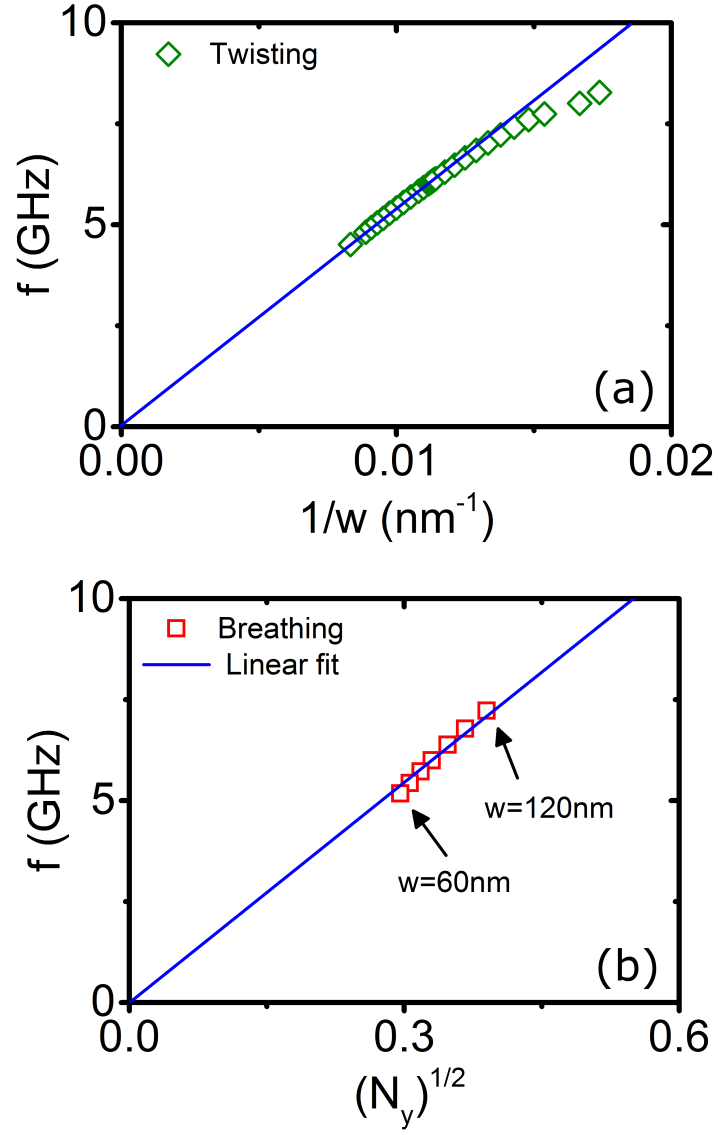 10
Twisting
5
f (GHz)
(a)
0
0.00 0.01 0.02
1/w (nm⁻¹)
10
Breathing
Linear fit
5
f (GHz)
w=120nm
w=60nm
(b)
0
0.0 0.3 0.6
(N_y)^1/2